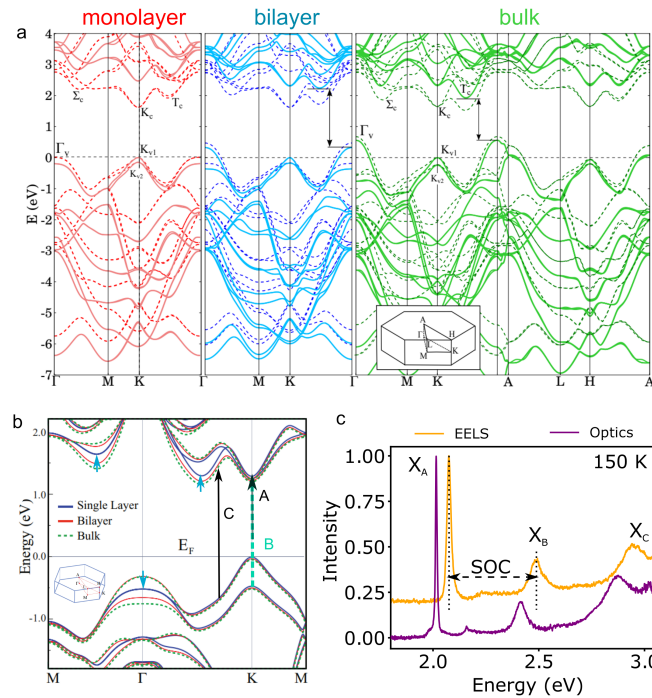 monolayer bilayer bulk
a
E (eV)
4
3
2
1
0
-1
-2
-3
-4
-5
-6
-7
Σc Kc Tc
Γv Kv1
Kv2
Σc Kc Tc
Γv Kv1
Kv2
A
Γ H
L
M K
Γ M K Γ M K Γ M K A L H A
b
Energy (eV)
2.0
1.0
0.0
-1.0
Single Layer
Bilayer
Bulk
EF
C A
B
M Γ K M
c
EELS Optics
150 K
Intensity
1.00
0.75
0.50
0.25
0.00
XA
XB
XC
SOC
2.0 2.5 3.0
Energy (eV)